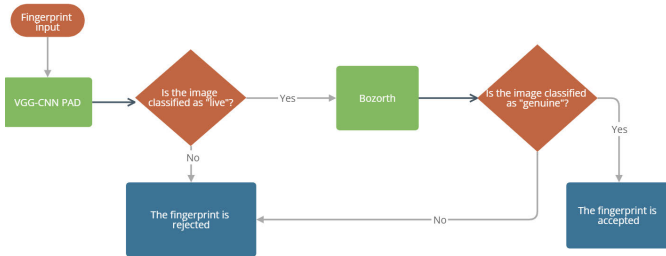 Fingerprint
input
VGG-CNN PAD
Is the image
classified as "live"?
Yes
Bozorth
Is the image classified
as "genuine"?
Yes
No
The fingerprint is
rejected
No
The fingerprint is
accepted